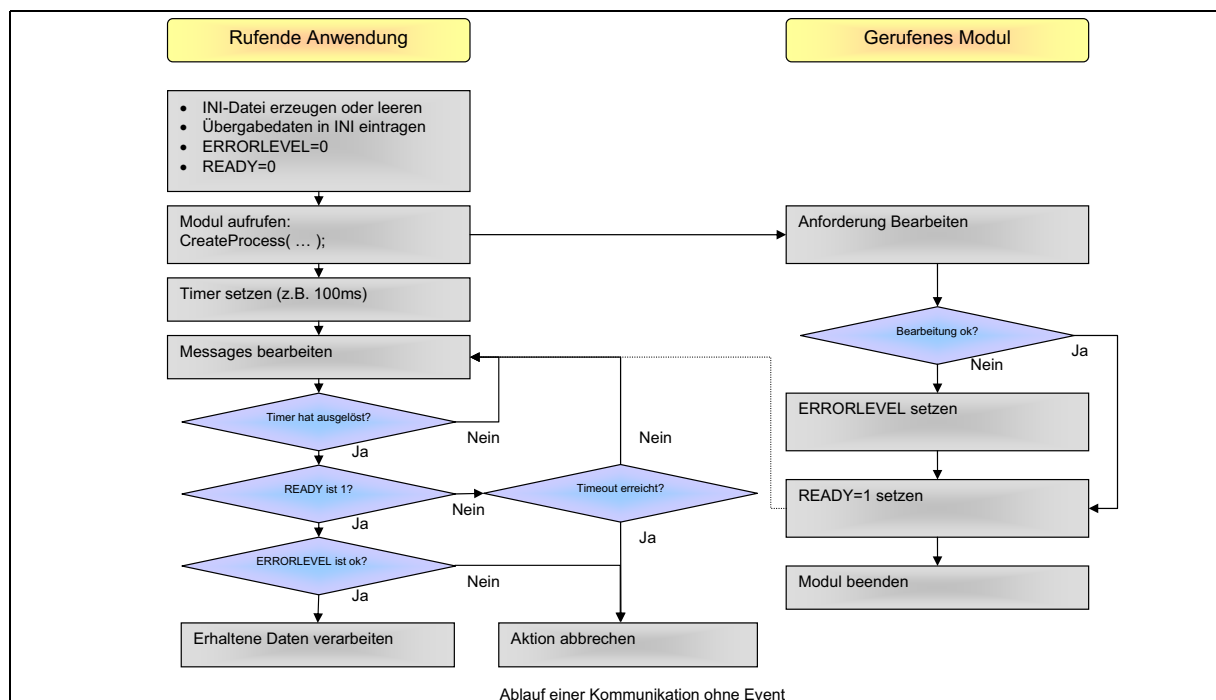 Rufende Anwendung
Gerufenes Modul
• INI-Datei erzeugen oder leeren
• Übergabedaten in INI eintragen
• ERRORLEVEL=0
• READY=0
Modul aufrufen:
CreateProcess( … );
Anforderung Bearbeiten
Timer setzen (z.B. 100ms)
Bearbeitung ok?
Ja
Nein
Messages bearbeiten
Timer hat ausgelöst?
Nein
Ja
Nein
ERRORLEVEL setzen
READY ist 1?
Nein
Ja
Timeout erreicht?
Ja
READY=1 setzen
ERRORLEVEL ist ok?
Nein
Ja
Modul beenden
Erhaltene Daten verarbeiten
Aktion abbrechen
Ablauf einer Kommunikation ohne Event